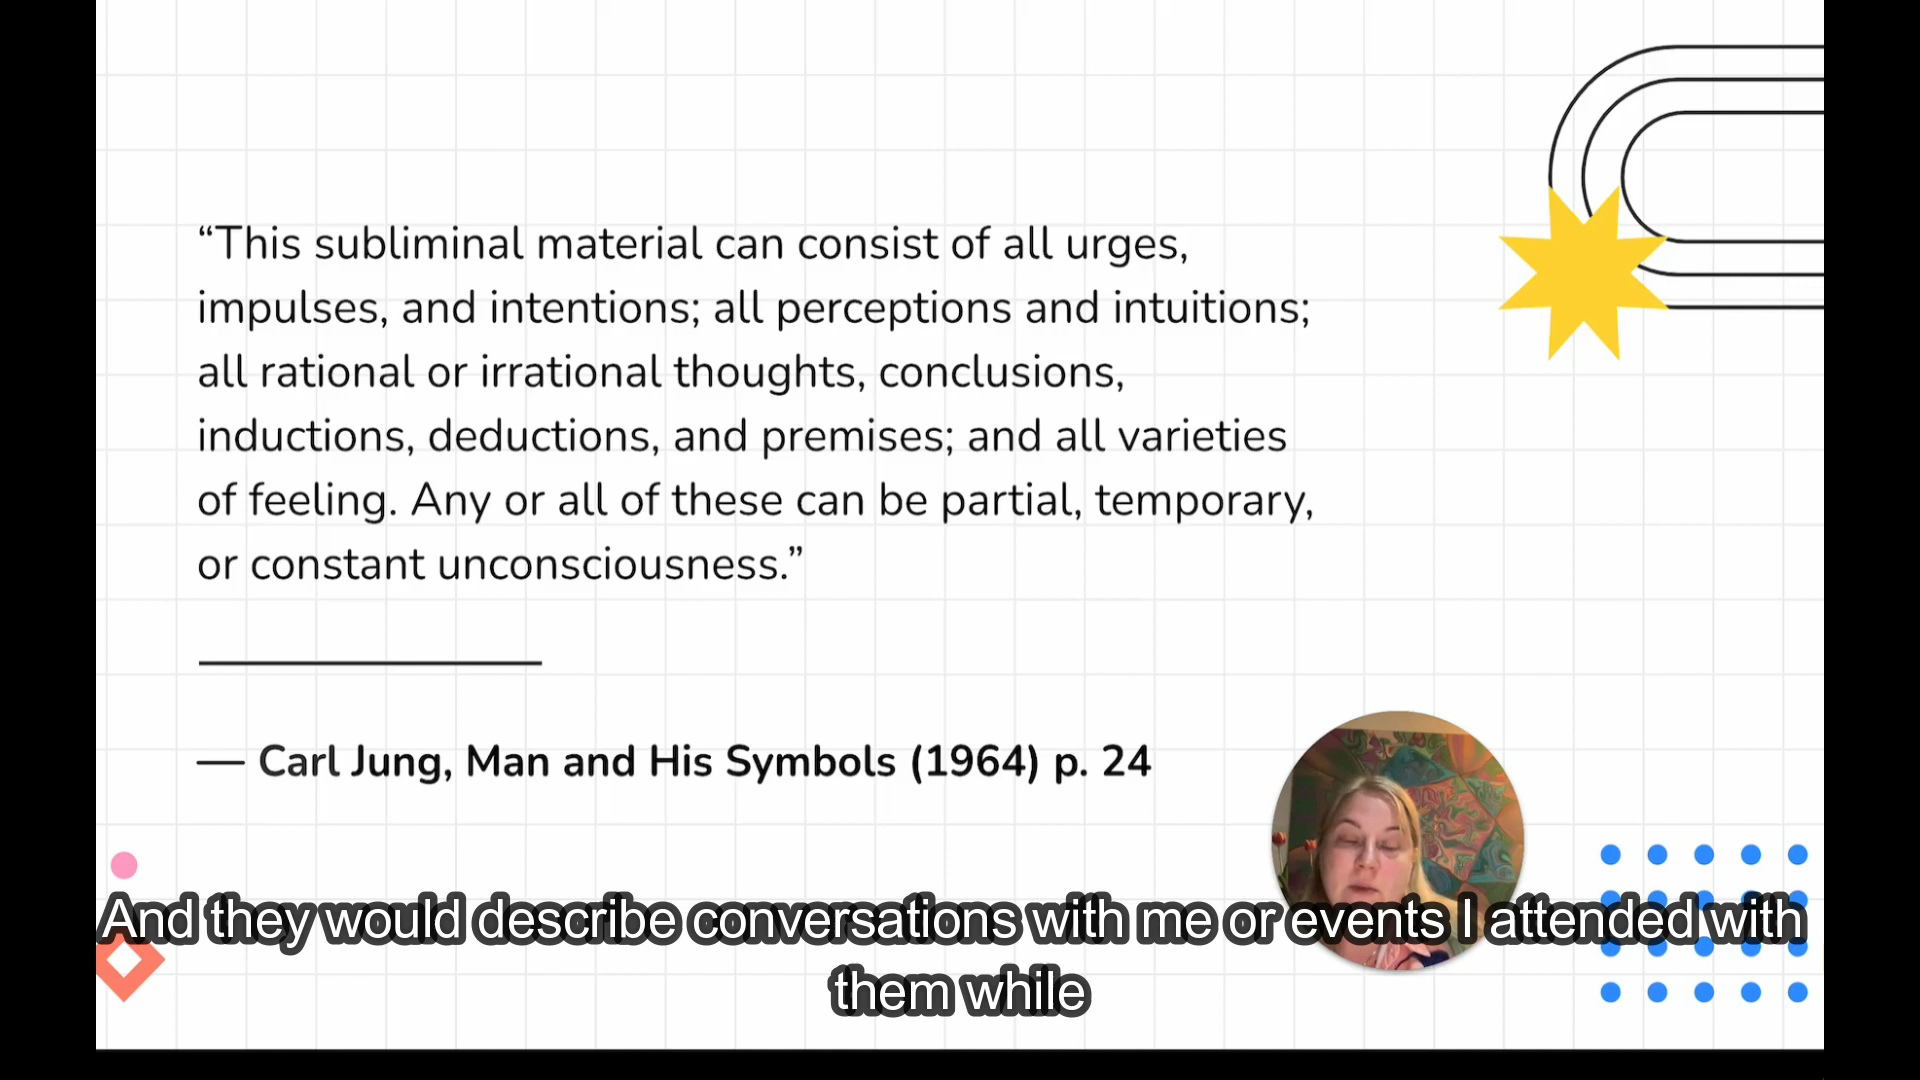 “This subliminal material can consist of all urges,
impulses, and intentions; all perceptions and intuitions;
all rational or irrational thoughts, conclusions,
inductions, deductions, and premises; and all varieties
of feeling. Any or all of these can be partial, temporary,
or constant unconsciousness.”
— Carl Jung, Man and His Symbols (1964) p. 24
And they would describe conversations with me or events I attended with
them while